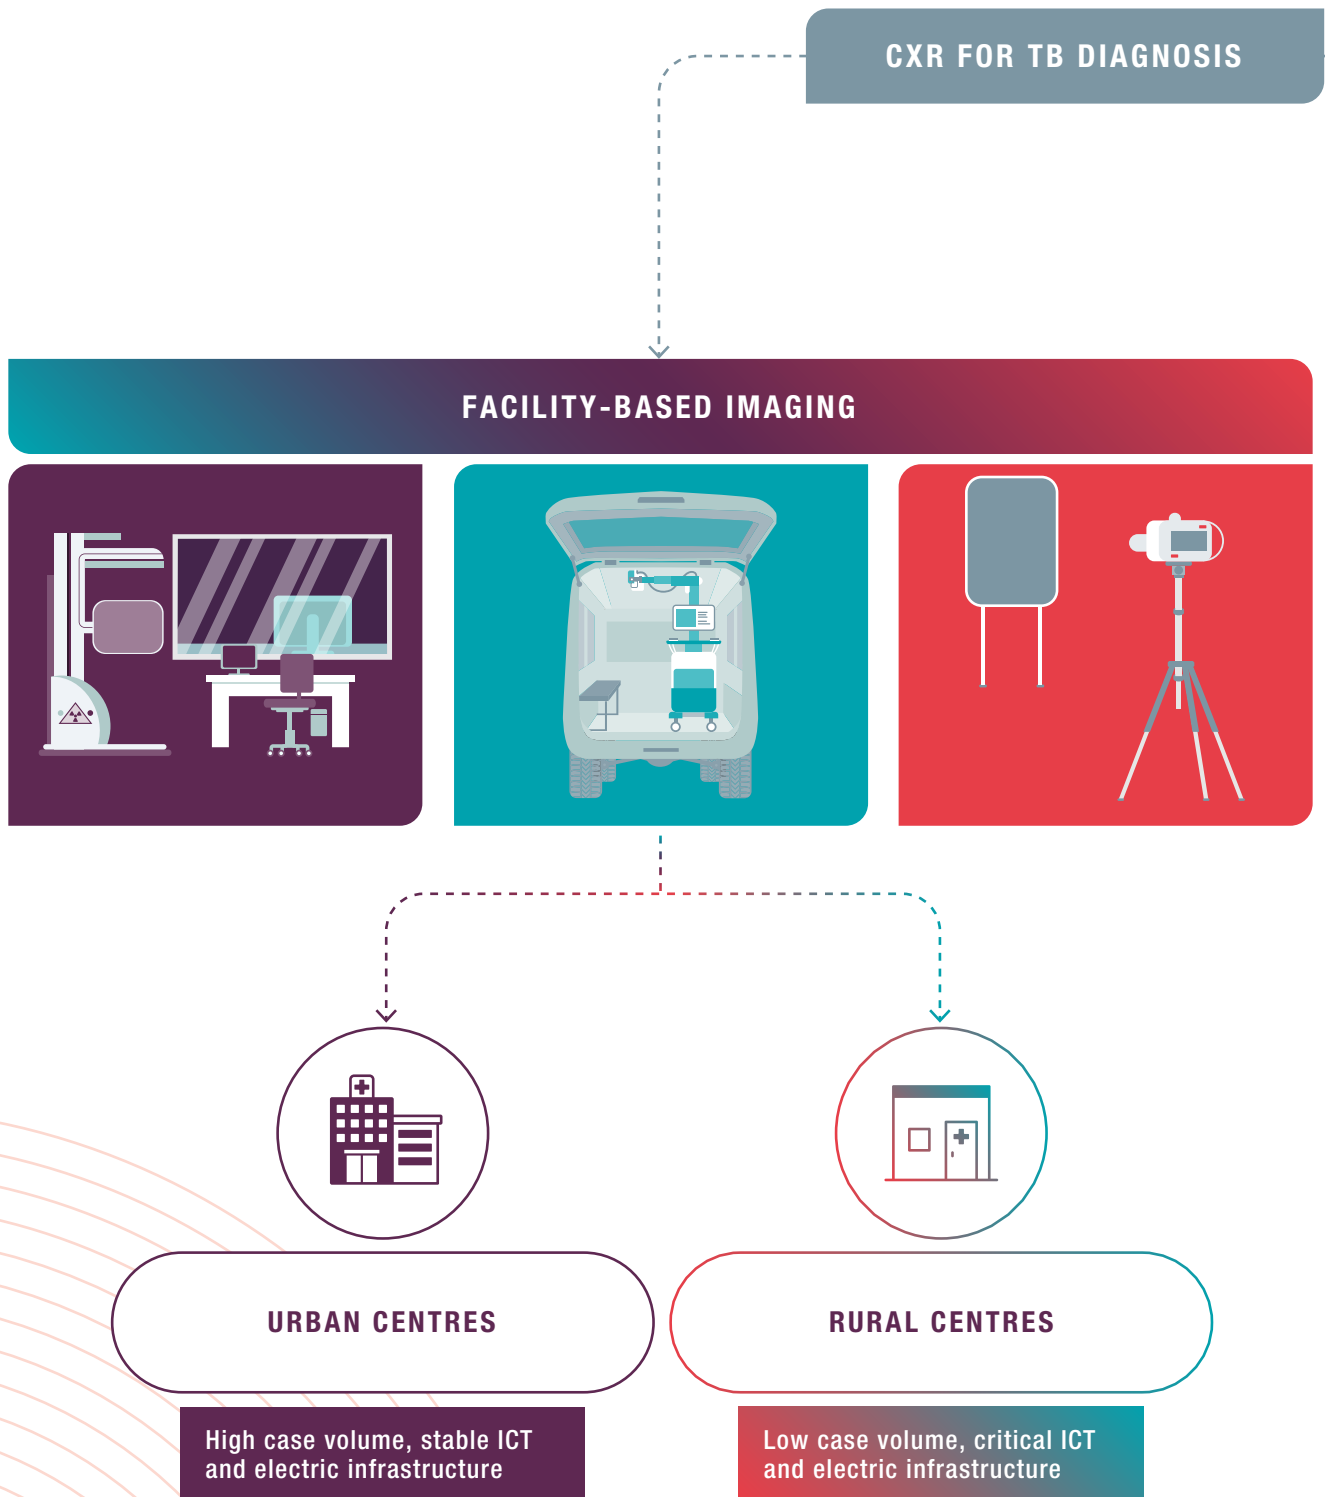 CXR FOR TB DIAGNOSIS
FACILITY-BASED IMAGING
URBAN CENTRES
High case volume, stable ICT
and electric infrastructure
RURAL CENTRES
Low case volume, critical ICT
and electric infrastructure